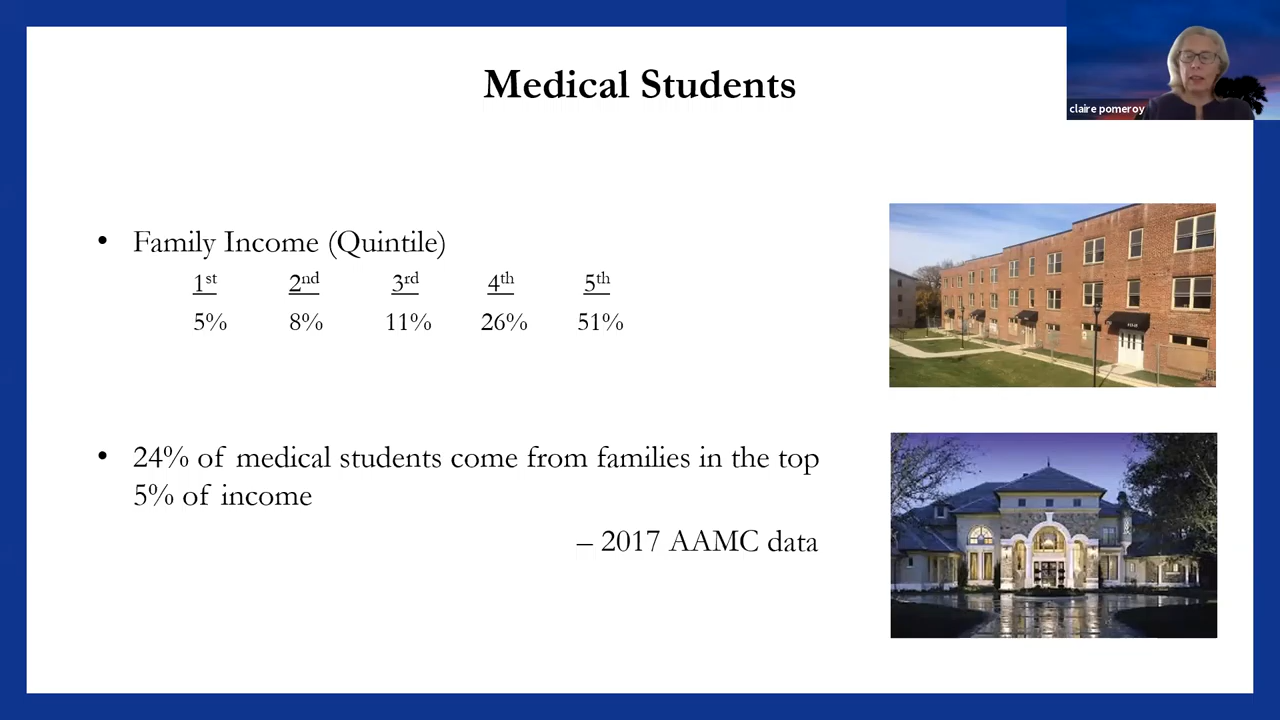 Medical Students
claire pomeroy
• Family Income (Quintile)
1st 2nd 3rd 4th 5th
5% 8% 11% 26% 51%
• 24% of medical students come from families in the top
5% of income
– 2017 AAMC data